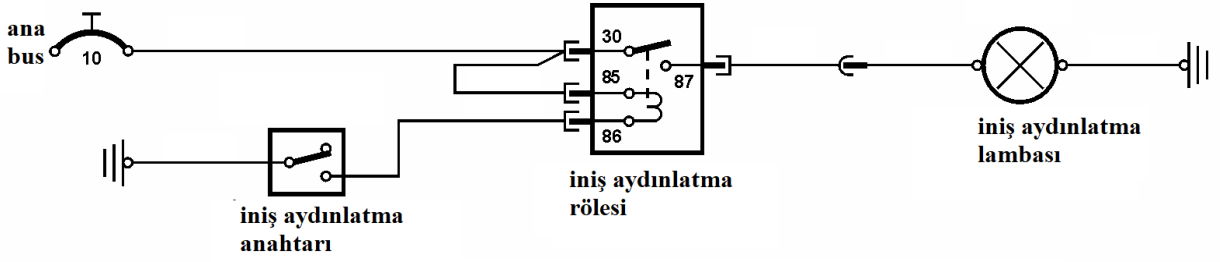 ana
bus
10
30
85
87
86
iniş aydınlatma
rölesi
iniş aydınlatma
anahtarı
iniş aydınlatma
lambası